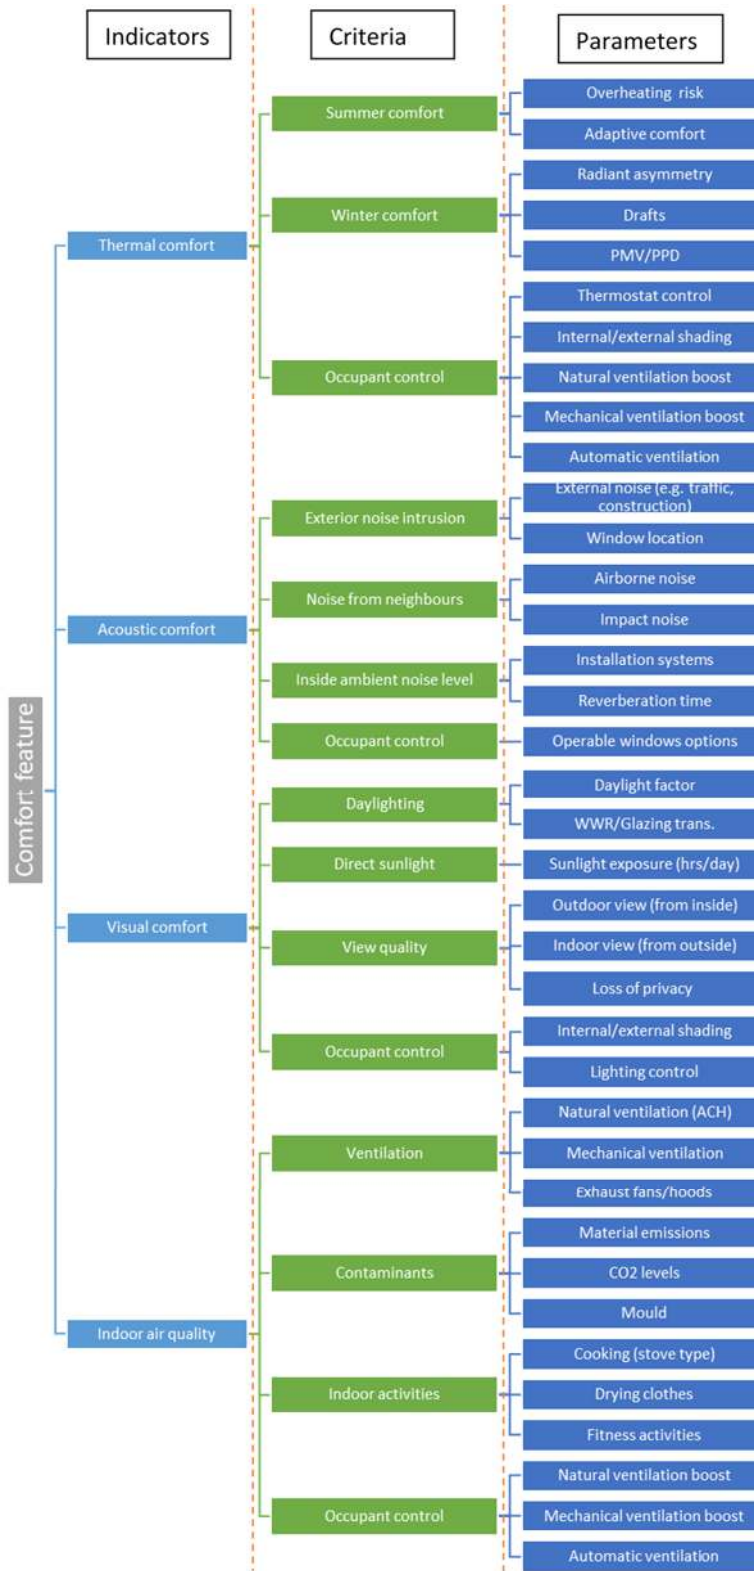 Indicators
Criteria
Parameters
Comfort feature
Thermal comfort
Summer comfort
Overheating risk
Adaptive comfort
Winter comfort
Radiant asymmetry
Drafts
PMV/PPD
Occupant control
Thermostat control
Internal/external shading
Natural ventilation boost
Mechanical ventilation boost
Automatic ventilation
Acoustic comfort
Exterior noise intrusion
External noise (e.g. traffic,
construction)
Window location
Noise from neighbours
Airborne noise
Impact noise
Inside ambient noise level
Installation systems
Reverberation time
Occupant control
Operable windows options
Visual comfort
Daylighting
Daylight factor
WWR/Glazing trans.
Direct sunlight
Sunlight exposure (hrs/day)
View quality
Outdoor view (from inside)
Indoor view (from outside)
Loss of privacy
Occupant control
Internal/external shading
Lighting control
Indoor air quality
Ventilation
Natural ventilation (ACH)
Mechanical ventilation
Exhaust fans/hoods
Contaminants
Material emissions
CO2 levels
Mould
Indoor activities
Cooking (stove type)
Drying clothes
Fitness activities
Occupant control
Natural ventilation boost
Mechanical ventilation boost
Automatic ventilation